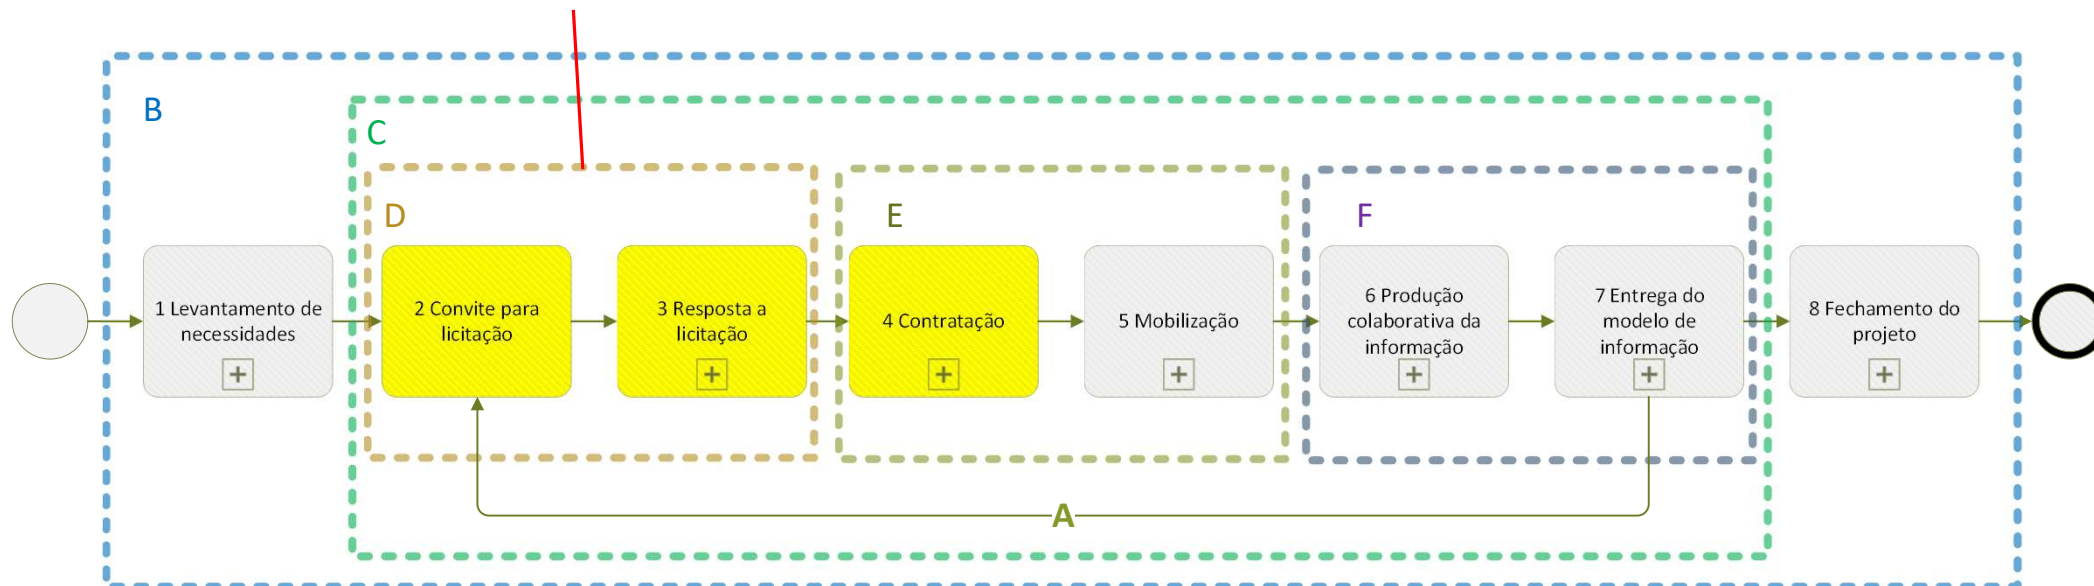 B
C
D
E
F
1 Levantamento de
necessidades
2 Convite para
licitação
3 Resposta a
licitação
4 Contratação
5 Mobilização
6 Produção
colaborativa da
informação
7 Entrega do
modelo de
informação
8 Fechamento do
projeto
A